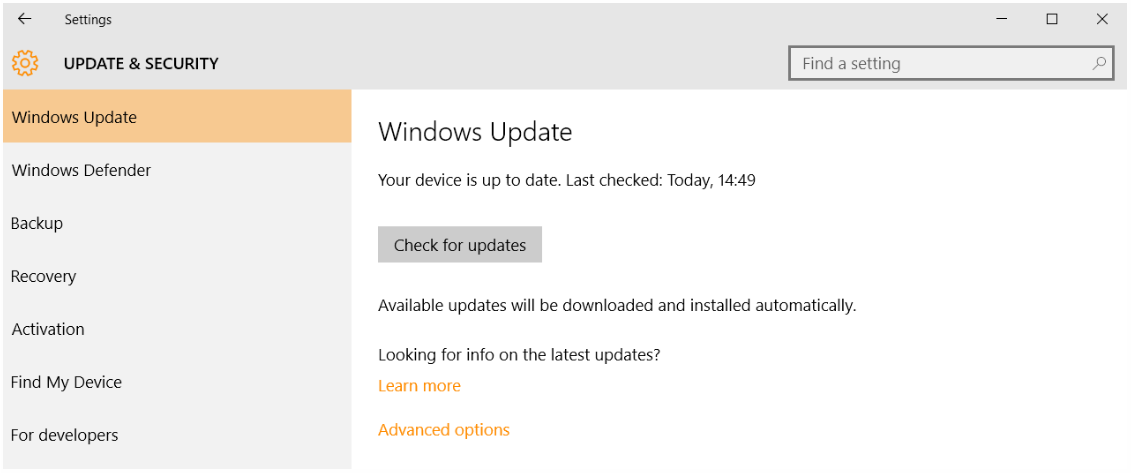 Settings
UPDATE & SECURITY
Find a setting
Windows Update
Windows Defender
Backup
Recovery
Activation
Find My Device
For developers
Windows Update
Your device is up to date. Last checked: Today, 14:49
Check for updates
Available updates will be downloaded and installed automatically.
Looking for info on the latest updates?
Learn more
Advanced options